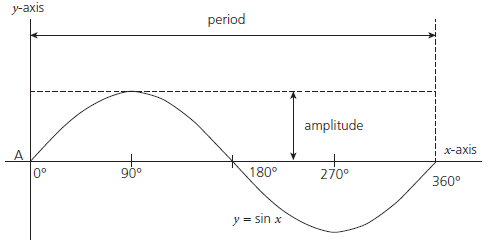 y-axis
period
amplitude
A
x-axis
0°
90°
180°
270°
360°
y = sin x